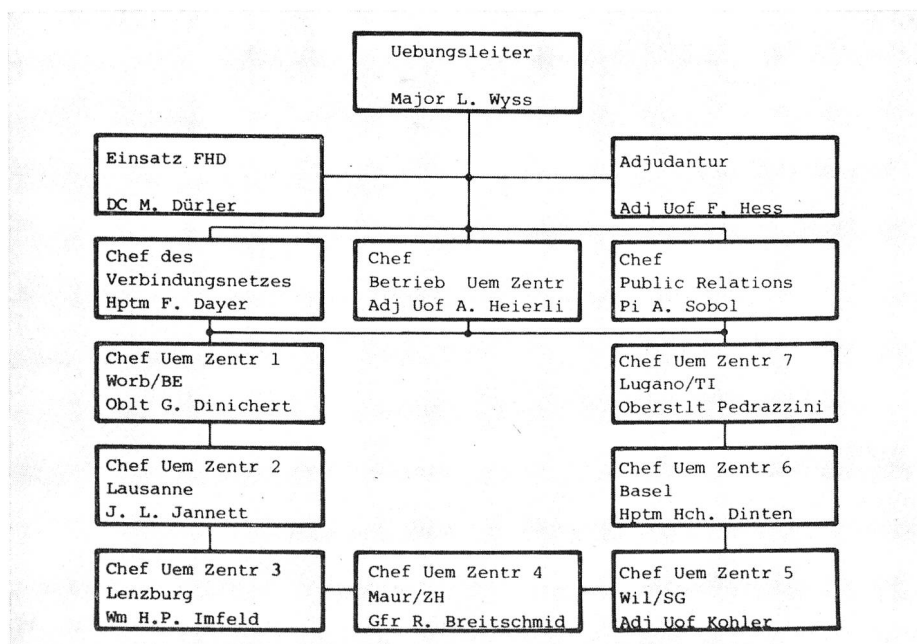 Uebungsleiter
Major L. Wyss
Einsatz FHD
DC M. Dürler
Adjudantur
Adj Uof F. Hess
Chef des
Verbindungsnetzes
Hptm F. Dayer
Chef
Betrieb Uem Zentr
Adj Uof A. Heierli
Chef
Public Relations
Pi A. Sobol
Chef Uem Zentr 1
Worb/BE
Oblt G. Dinichert
Chef Uem Zentr 7
Lugano/TI
Oberstlt Pedrazzini
Chef Uem Zentr 2
Lausanne
J. L. Jannett
Chef Uem Zentr 6
Basel
Hptm Hch. Dinten
Chef Uem Zentr 3
Lenzburg
Wm H.P. Imfeld
Chef Uem Zentr 4
Maur/ZH
Gfr R. Breitschmid
Chef Uem Zentr 5
Wil/SG
Adj Uof Kohler